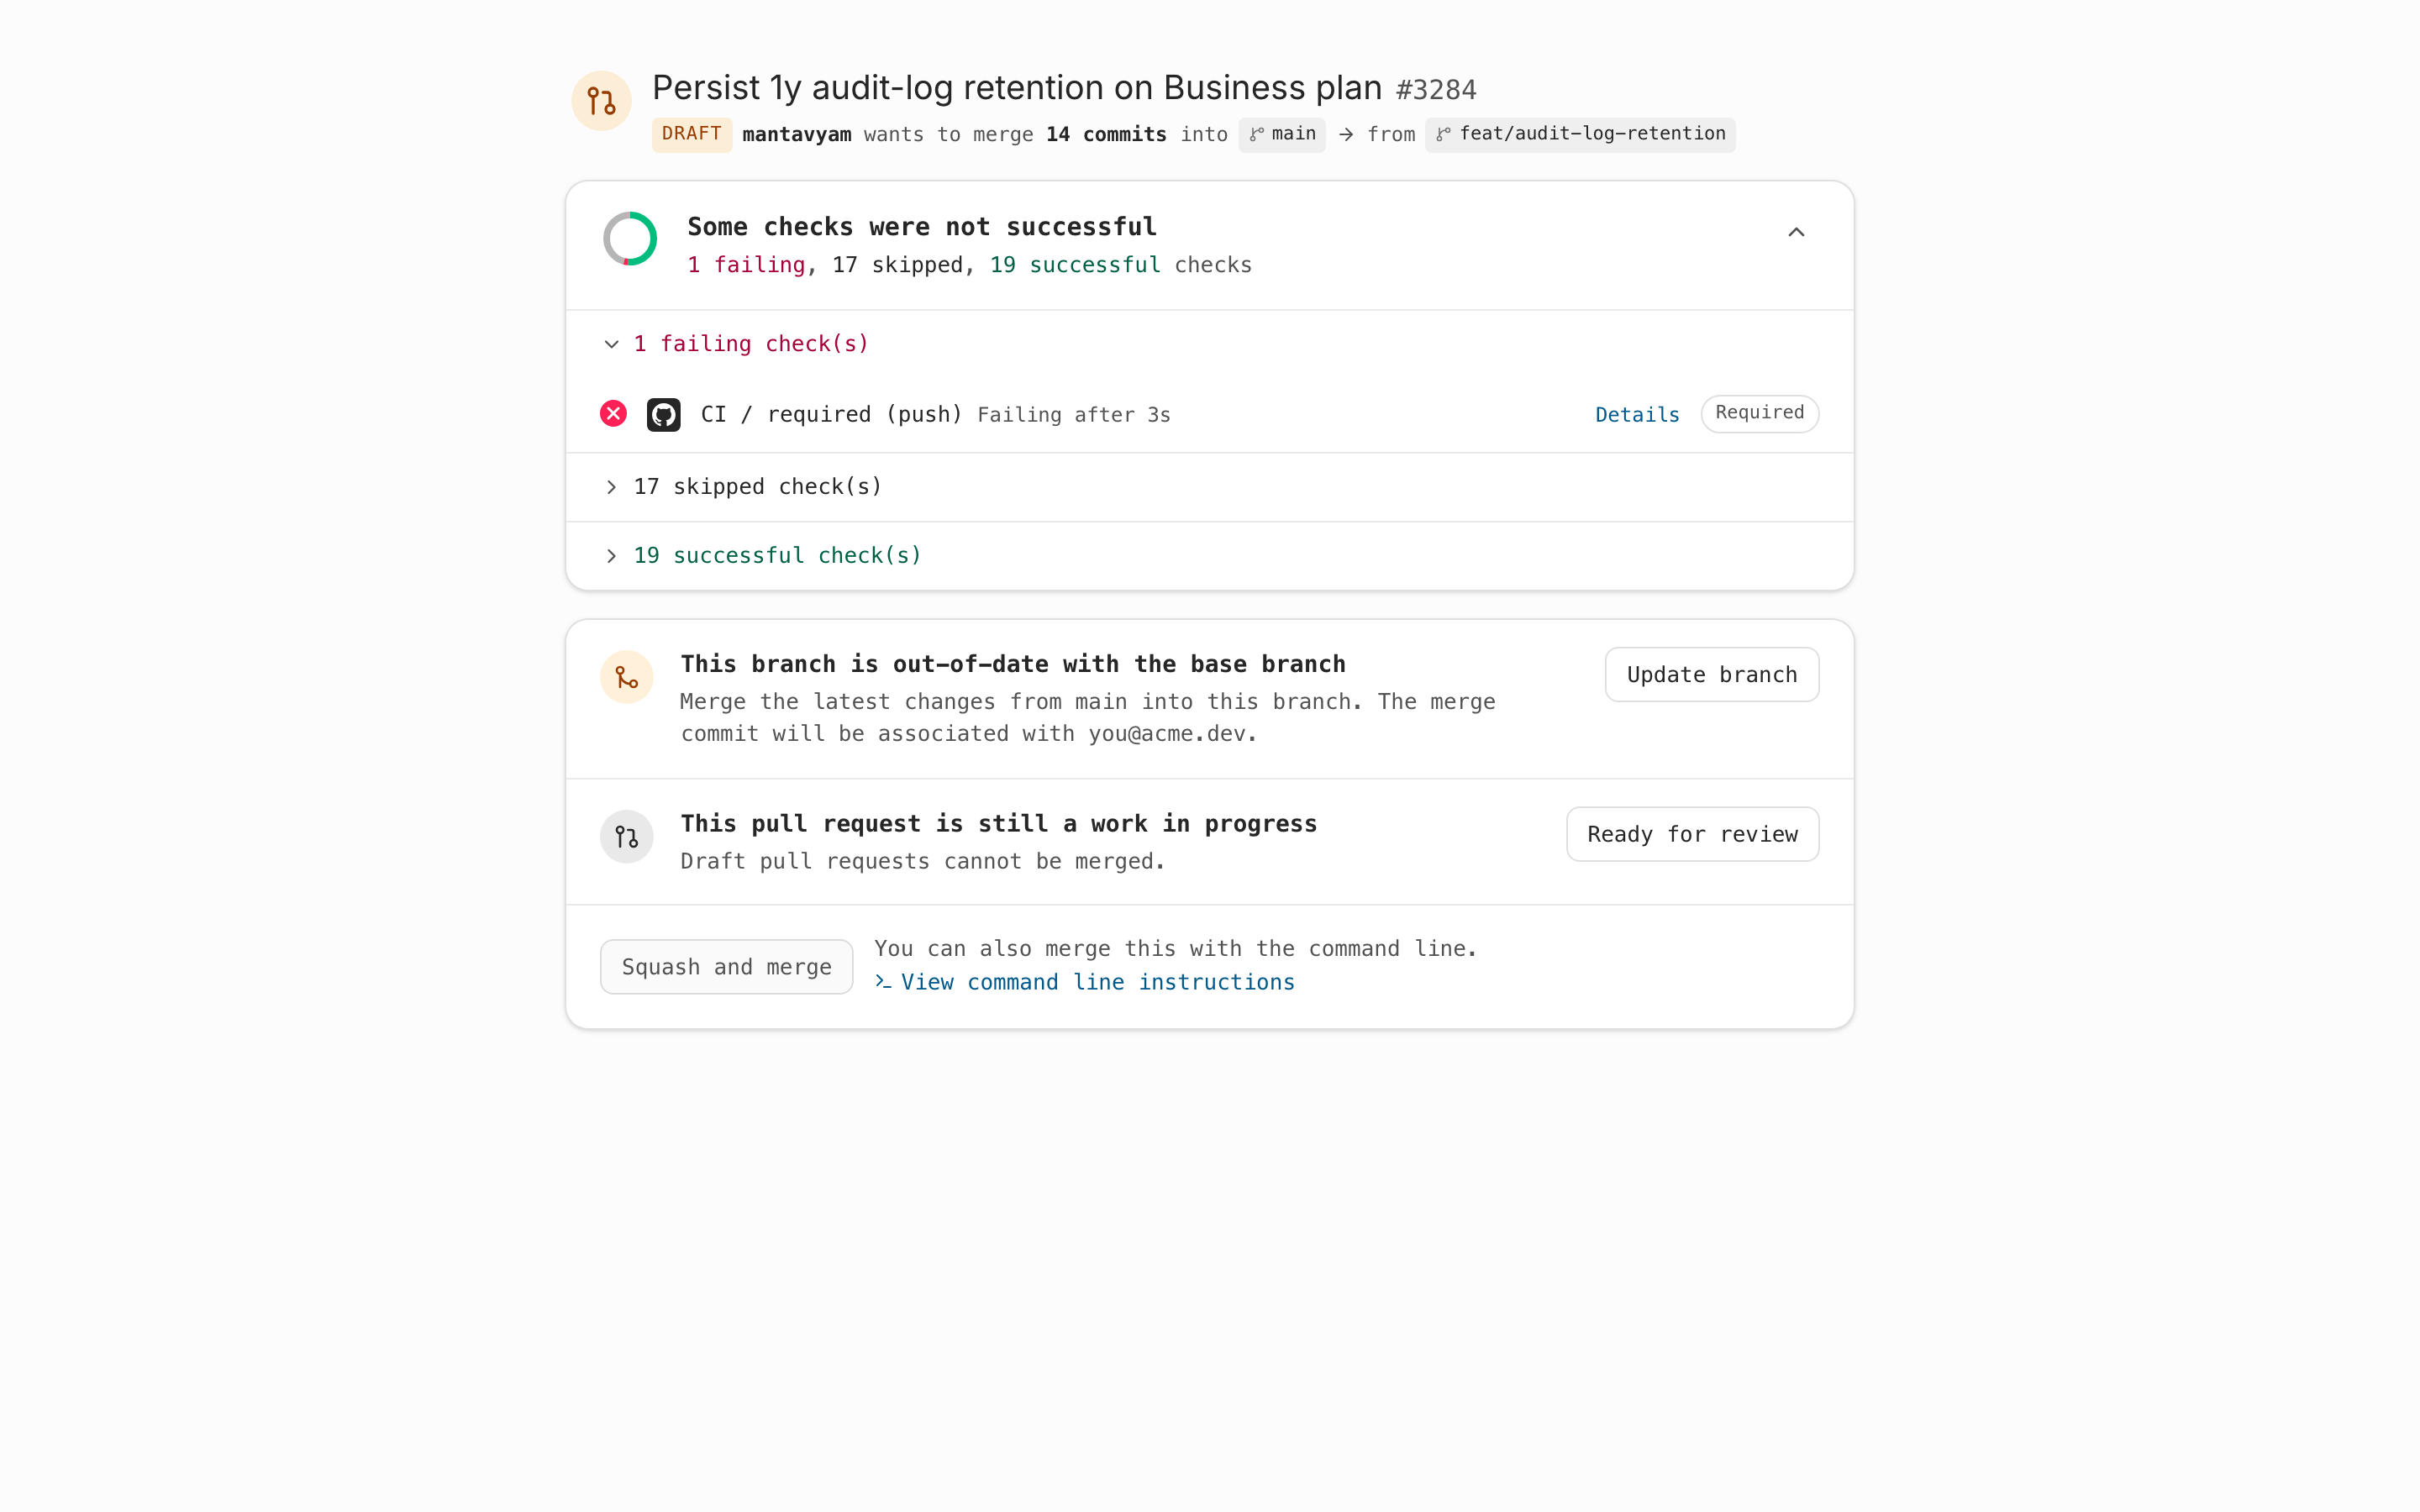 Persist 1y audit-log retention on Business plan #3284
DRAFT mantavyam wants to merge 14 commits into main → from feat/audit-log-retention
Some checks were not successful
1 failing, 17 skipped, 19 successful checks
1 failing check(s)
CI / required (push) Failing after 3s Details Required
17 skipped check(s)
19 successful check(s)
This branch is out-of-date with the base branch
Update branch
Merge the latest changes from main into this branch. The merge
commit will be associated with you@acme.dev.
This pull request is still a work in progress
Ready for review
Draft pull requests cannot be merged.
Squash and merge
You can also merge this with the command line.
View command line instructions